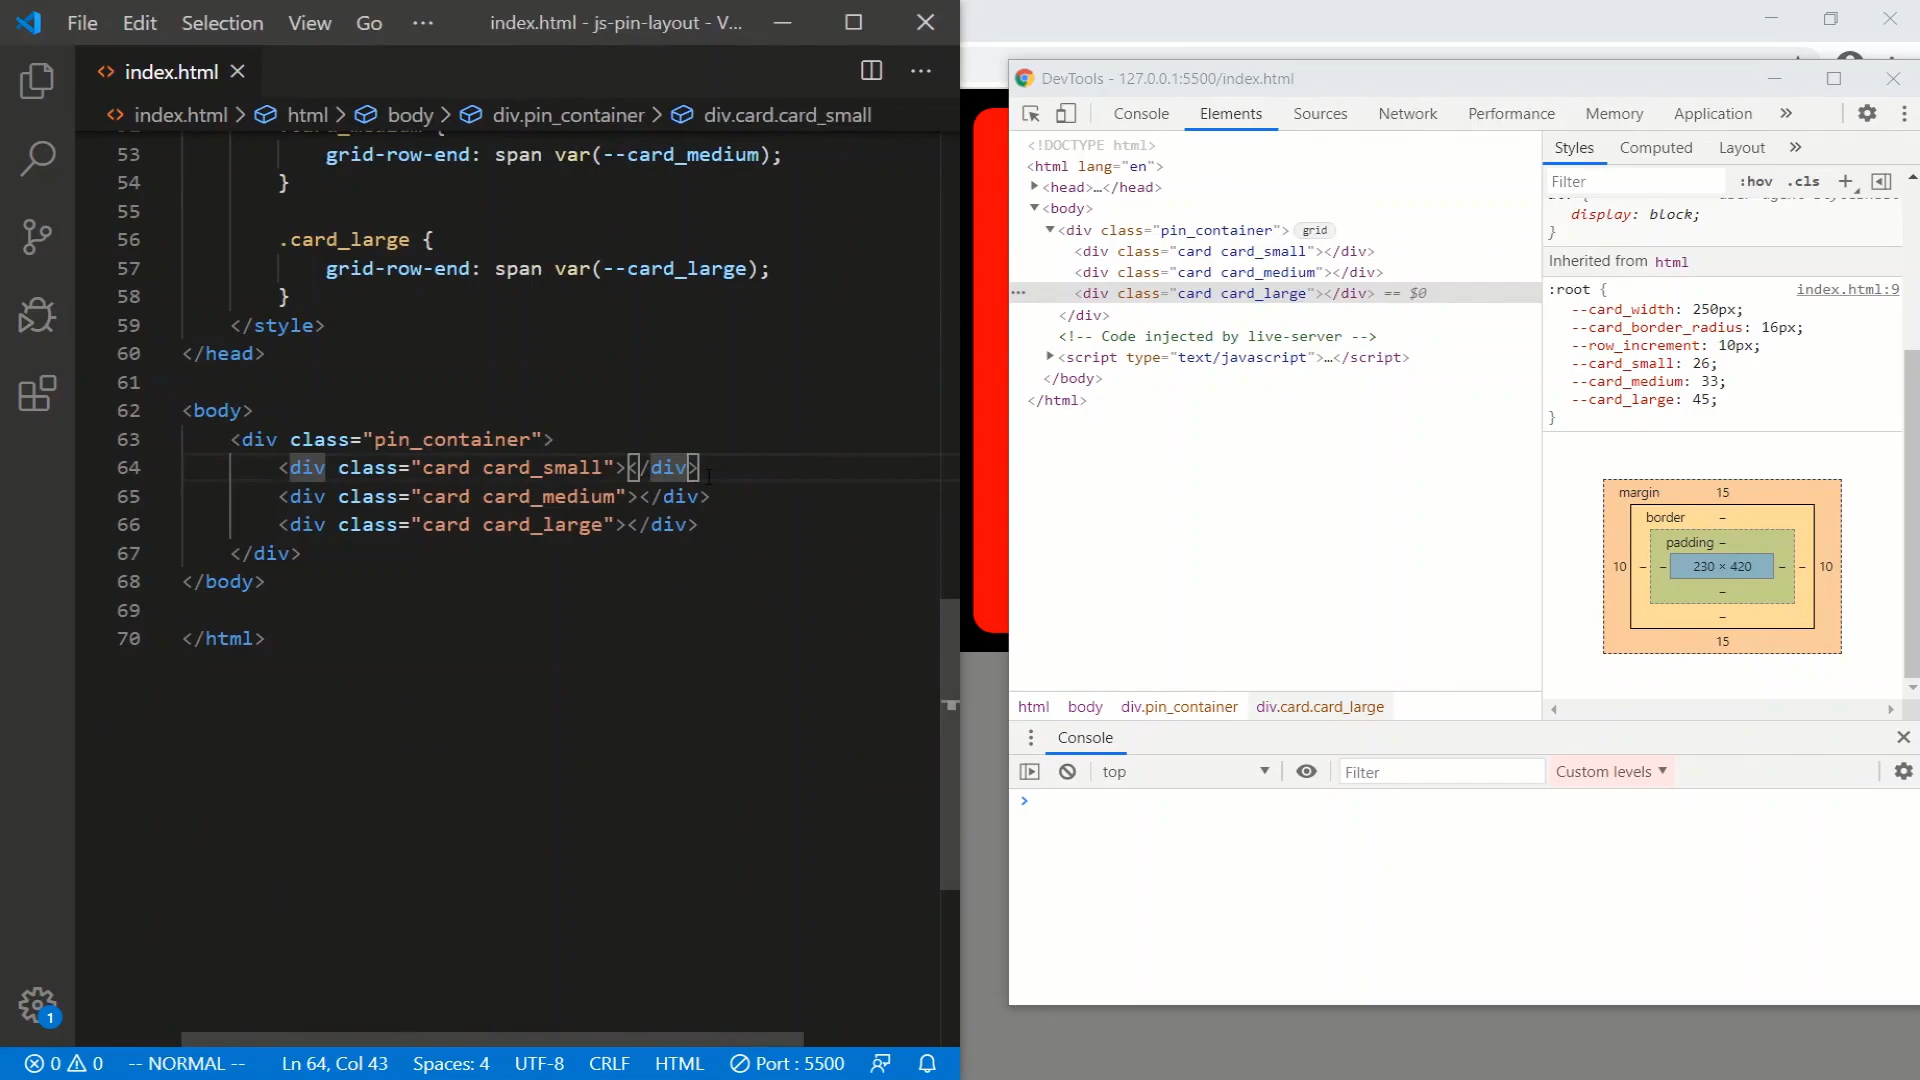 File Edit Selection View Go ··· index.html - js-pin-layout - V...
<> index.html
<> index.html > html > body > div.pin_container > div.card.card_small
53 grid-row-end: span var(--card_medium);
54 }
55
56 .card_large {
57 grid-row-end: span var(--card_large);
58 }
59 </style>
60 </head>
61
62 <body>
63 <div class="pin_container">
64 <div class="card card_small"></div>
65 <div class="card card_medium"></div>
66 <div class="card card_large"></div>
67 </div>
68 </body>
69
70 </html>
1
0 0 -- NORMAL -- Ln 64, Col 43 Spaces: 4 UTF-8 CRLF HTML Port : 5500
DevTools - 127.0.0.1:5500/index.html
Console Elements Sources Network Performance Memory Application »
<!DOCTYPE html>
<html lang="en">
<head>…</head>
<body>
<div class="pin_container"> grid
<div class="card card_small"></div>
<div class="card card_medium"></div>
··· <div class="card card_large"></div> == $0
</div>
<!-- Code injected by live-server -->
<script type="text/javascript">…</script>
</body>
</html>
html body div.pin_container div.card.card_large
Styles Computed Layout »
Filter :hov .cls +
display: block;
}
Inherited from html
:root { index.html:9
--card_width: 250px;
--card_border_radius: 16px;
--row_increment: 10px;
--card_small: 26;
--card_medium: 33;
--card_large: 45;
}
margin 15
border –
padding –
10 – – 230 × 420 – – 10
–
–
15
Console
top Filter Custom levels
>